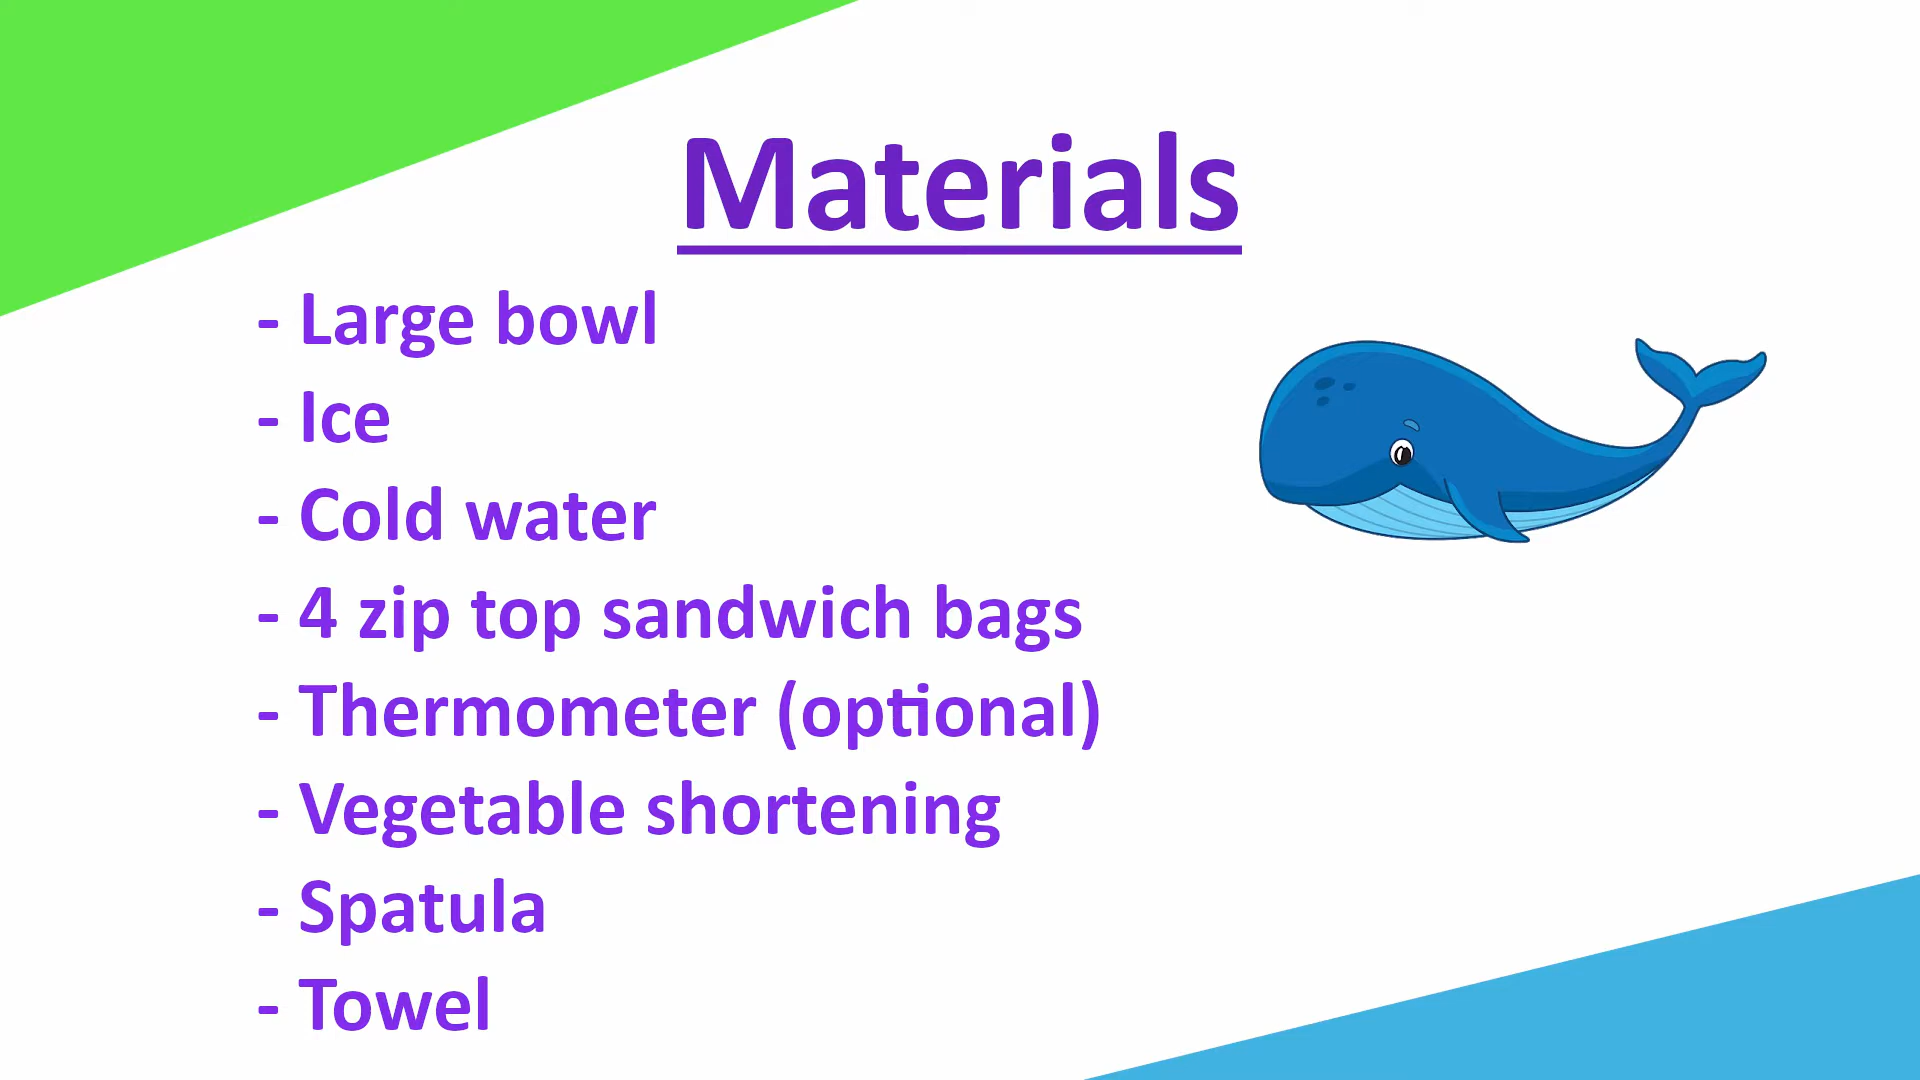 Materials
- Large bowl
- Ice
- Cold water
- 4 zip top sandwich bags
- Thermometer (optional)
- Vegetable shortening
- Spatula
- Towel